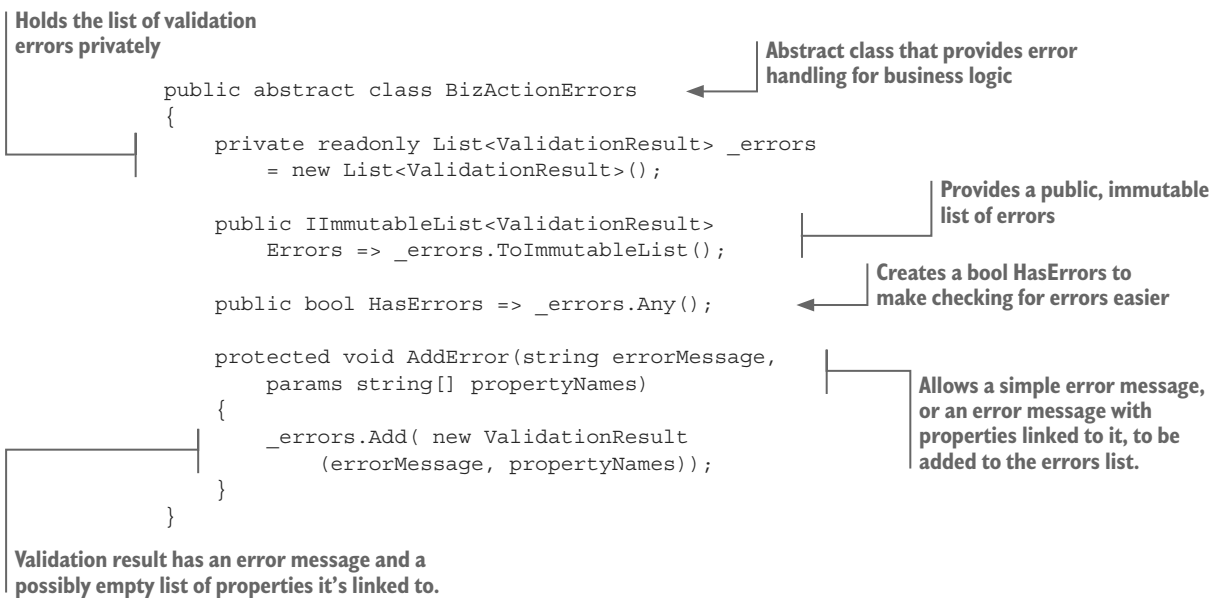 Holds the list of validation
errors privately
Abstract class that provides error
handling for business logic
public abstract class BizActionErrors
{
private readonly List<ValidationResult> _errors
= new List<ValidationResult>();
Provides a public, immutable
list of errors
public IImmutableList<ValidationResult>
Errors => _errors.ToImmutableList();
Creates a bool HasErrors to
make checking for errors easier
public bool HasErrors => _errors.Any();
protected void AddError(string errorMessage,
params string[] propertyNames)
{
Allows a simple error message,
or an error message with
properties linked to it, to be
added to the errors list.
_errors.Add( new ValidationResult
(errorMessage, propertyNames));
}
}
Validation result has an error message and a
possibly empty list of properties it's linked to.